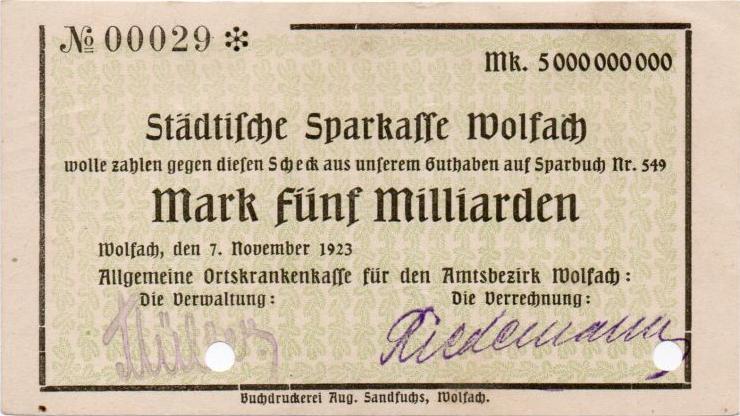 № 00029 *
Mk. 5 000 000 000
Städtische Sparkasse Wolfach
wolle zahlen gegen diesen Scheck aus unserem Guthaben auf Sparbuch Nr. 549
Mark fünf Milliarden
Wolfach, den 7. November 1923
Allgemeine Ortskrankenkasse für den Amtsbezirk Wolfach:
Die Verwaltung: Die Verrechnung:
Riedemann
Buchdruckerei Aug. Sandfuchs, Wolfach.